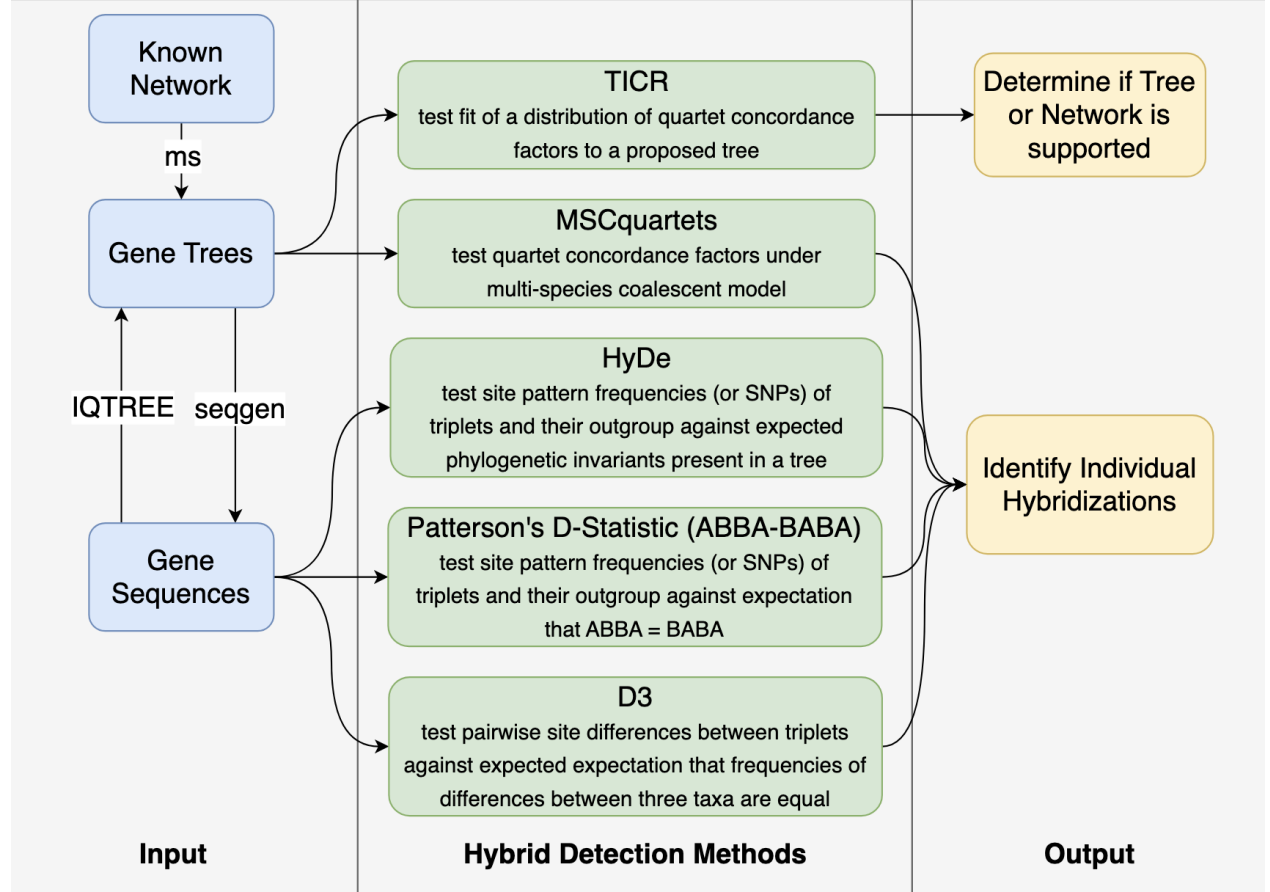 Known
Network
ms
Gene Trees
IQTREE
seqgen
Gene
Sequences
Input
TICR
test fit of a distribution of quartet concordance
factors to a proposed tree
MSCquartets
test quartet concordance factors under
multi-species coalescent model
HyDe
test site pattern frequencies (or SNPs) of
triplets and their outgroup against expected
phylogenetic invariants present in a tree
Patterson's D-Statistic (ABBA-BABA)
test site pattern frequencies (or SNPs) of
triplets and their outgroup against expectation
that ABBA = BABA
D3
test pairwise site differences between triplets
against expected expectation that frequencies of
differences between three taxa are equal
Hybrid Detection Methods
Determine if Tree
or Network is
supported
Identify Individual
Hybridizations
Output